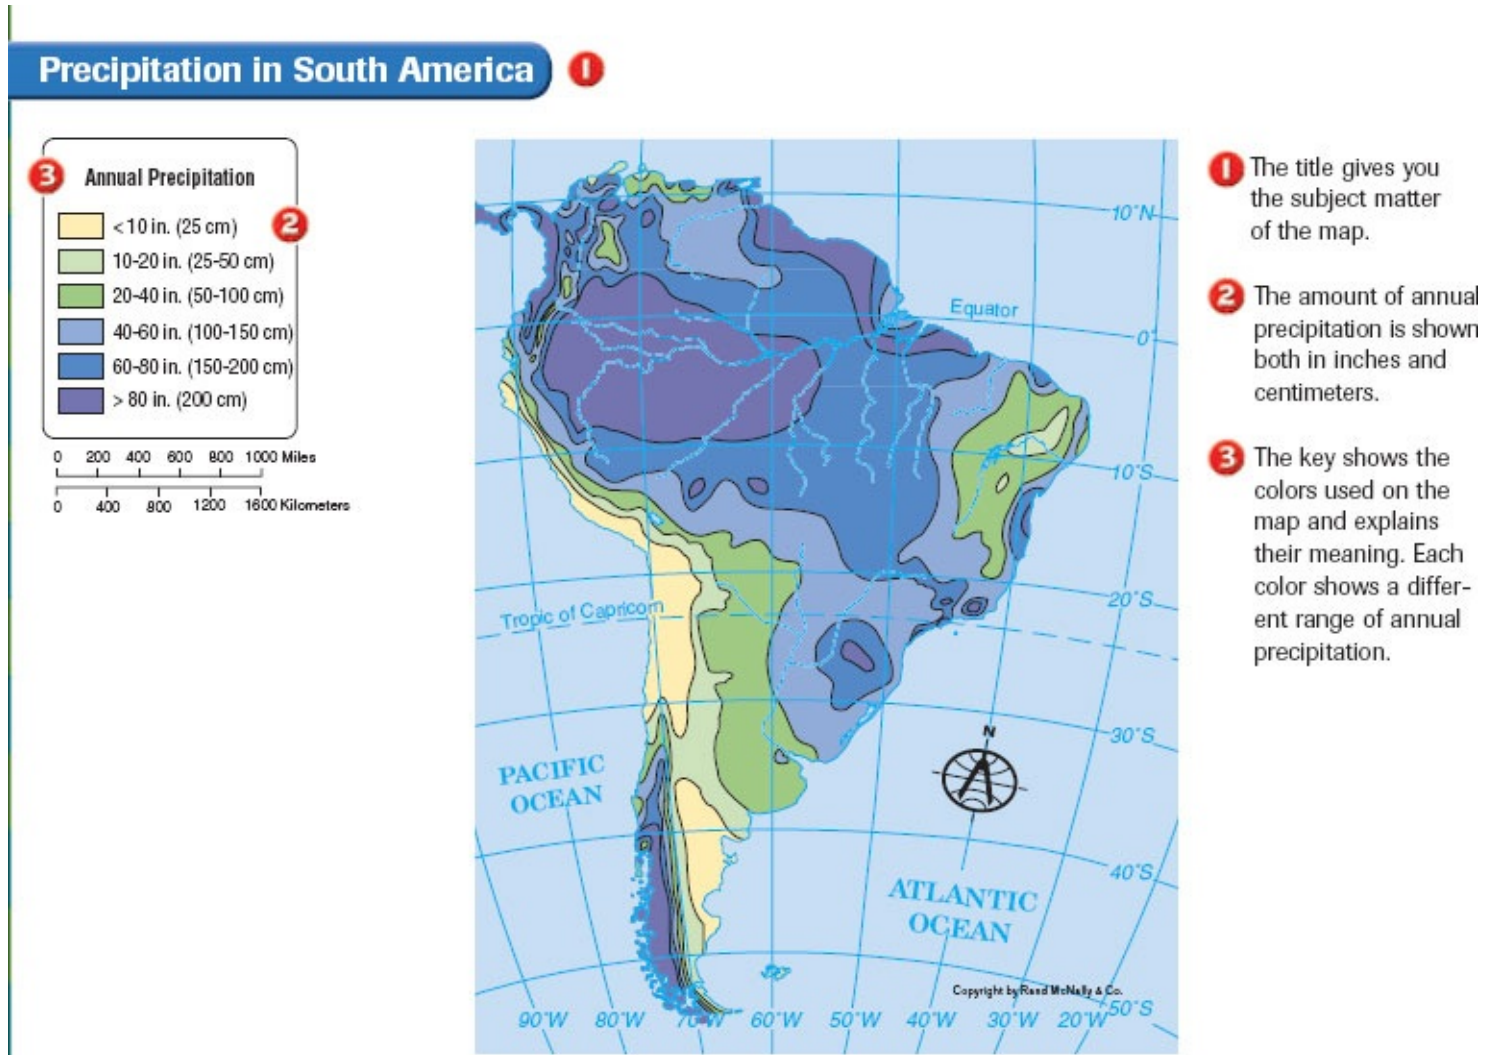 Precipitation in South America 1
3 Annual Precipitation
< 10 in. (25 cm) 2
10-20 in. (25-50 cm)
20-40 in. (50-100 cm)
40-60 in. (100-150 cm)
60-80 in. (150-200 cm)
> 80 in. (200 cm)
0 200 400 600 800 1000 Miles
0 400 800 1200 1600 Kilometers
10°N
Equator
0°
10°S
20°S
Tropic of Capricorn
30°S
N
PACIFIC
OCEAN
40°S
ATLANTIC
OCEAN
Copyright by Rand McNally & Co.
50°S
90°W 80°W 70°W 60°W 50°W 40°W 30°W 20°W
1 The title gives you
the subject matter
of the map.
2 The amount of annual
precipitation is shown
both in inches and
centimeters.
3 The key shows the
colors used on the
map and explains
their meaning. Each
color shows a differ-
ent range of annual
precipitation.